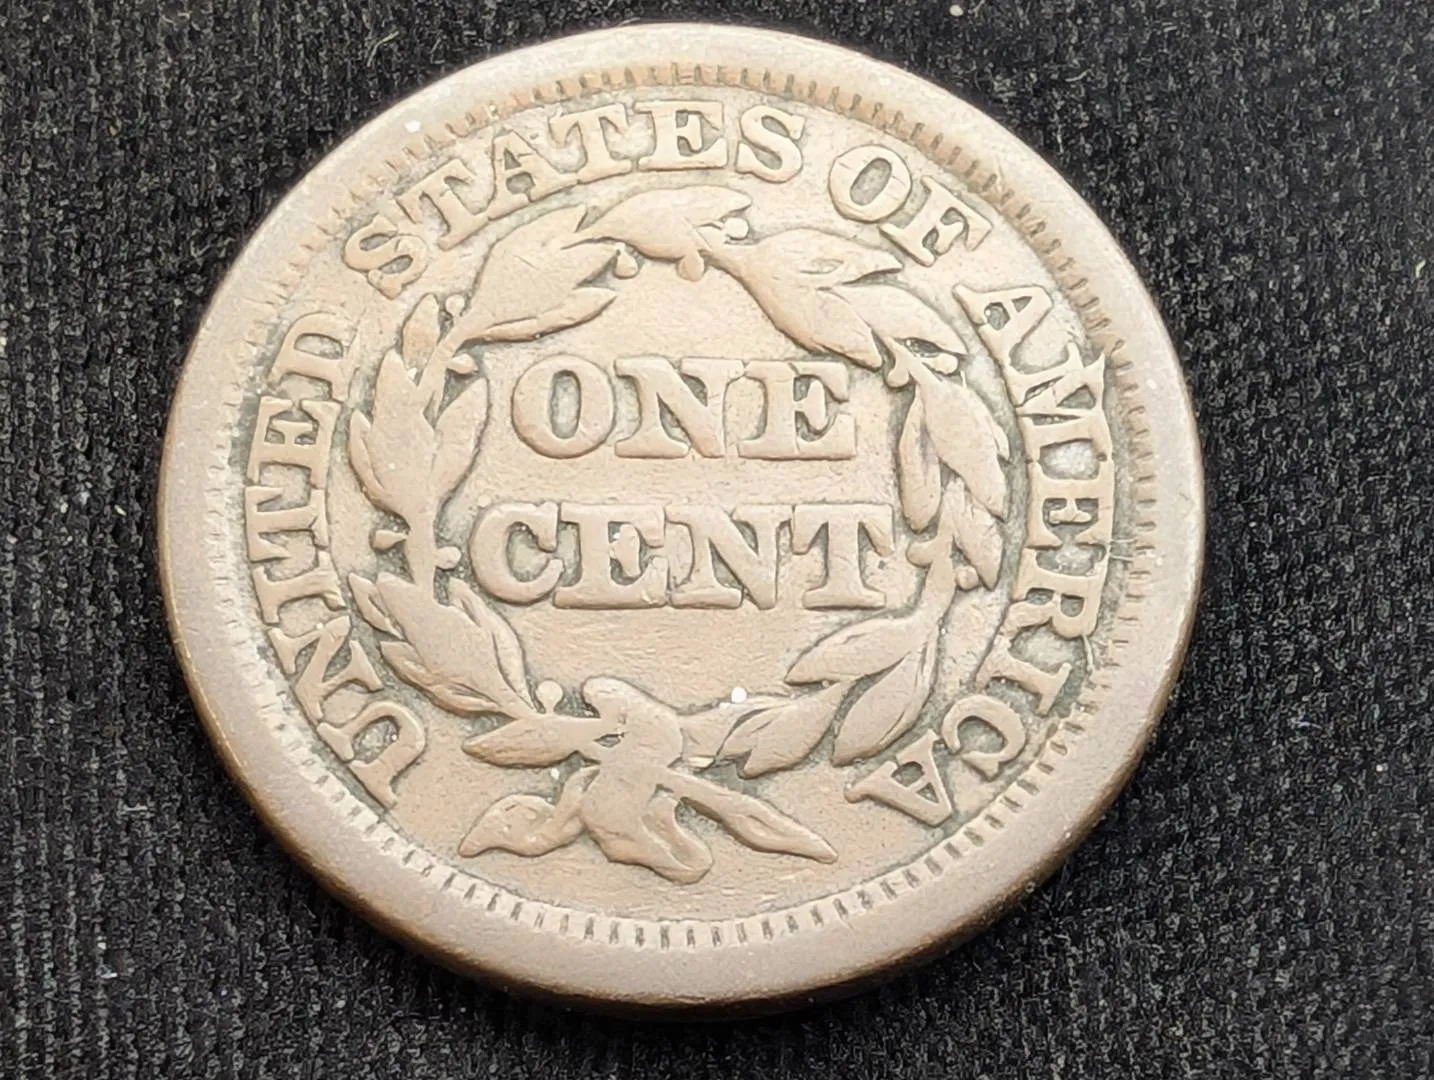 UNITED STATES OF AMERICA
ONE
CENT